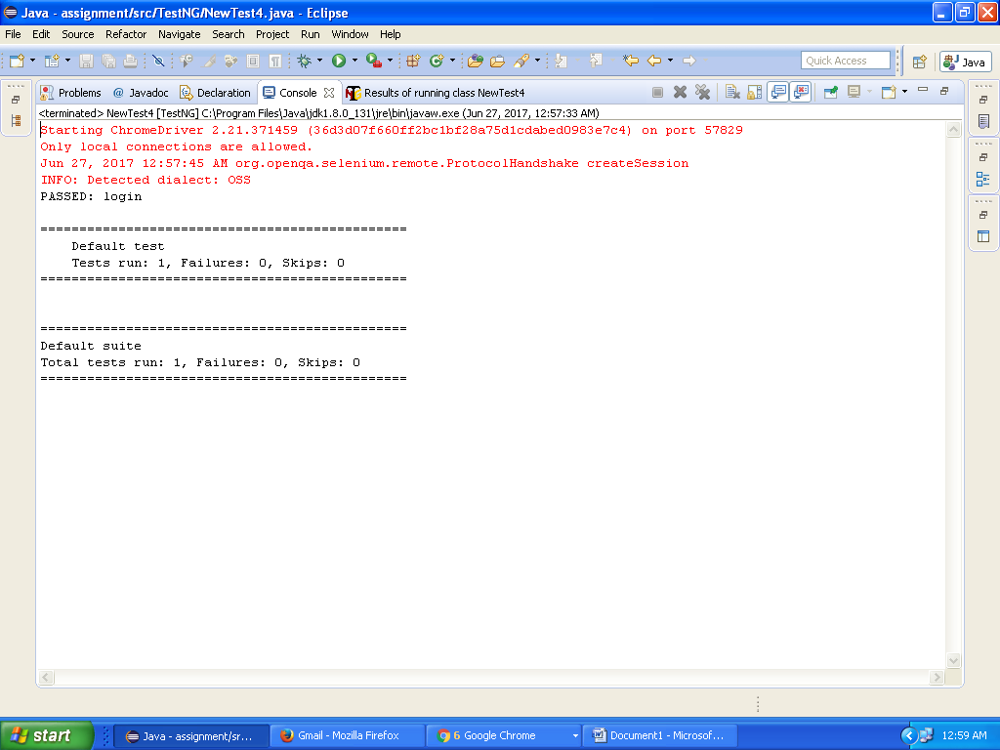 Java - assignment/src/TestNG/NewTest4.java - Eclipse
File Edit Source Refactor Navigate Search Project Run Window Help
Quick Access Java
Problems @ Javadoc Declaration Console Results of running class NewTest4
<terminated> NewTest4 [TestNG] C:\Program Files\Java\jdk1.8.0_131\jre\bin\javaw.exe (Jun 27, 2017, 12:57:33 AM)
Starting ChromeDriver 2.21.371459 (36d3d07f660ff2bc1bf28a75d1cdabed0983e7c4) on port 57829
Only local connections are allowed.
Jun 27, 2017 12:57:45 AM org.openqa.selenium.remote.ProtocolHandshake createSession
INFO: Detected dialect: OSS
PASSED: login
===============================================
Default test
Tests run: 1, Failures: 0, Skips: 0
===============================================
===============================================
Default suite
Total tests run: 1, Failures: 0, Skips: 0
===============================================
start Java - assignment/sr... Gmail - Mozilla Firefox 6 Google Chrome Document1 - Microsof... 12:59 AM